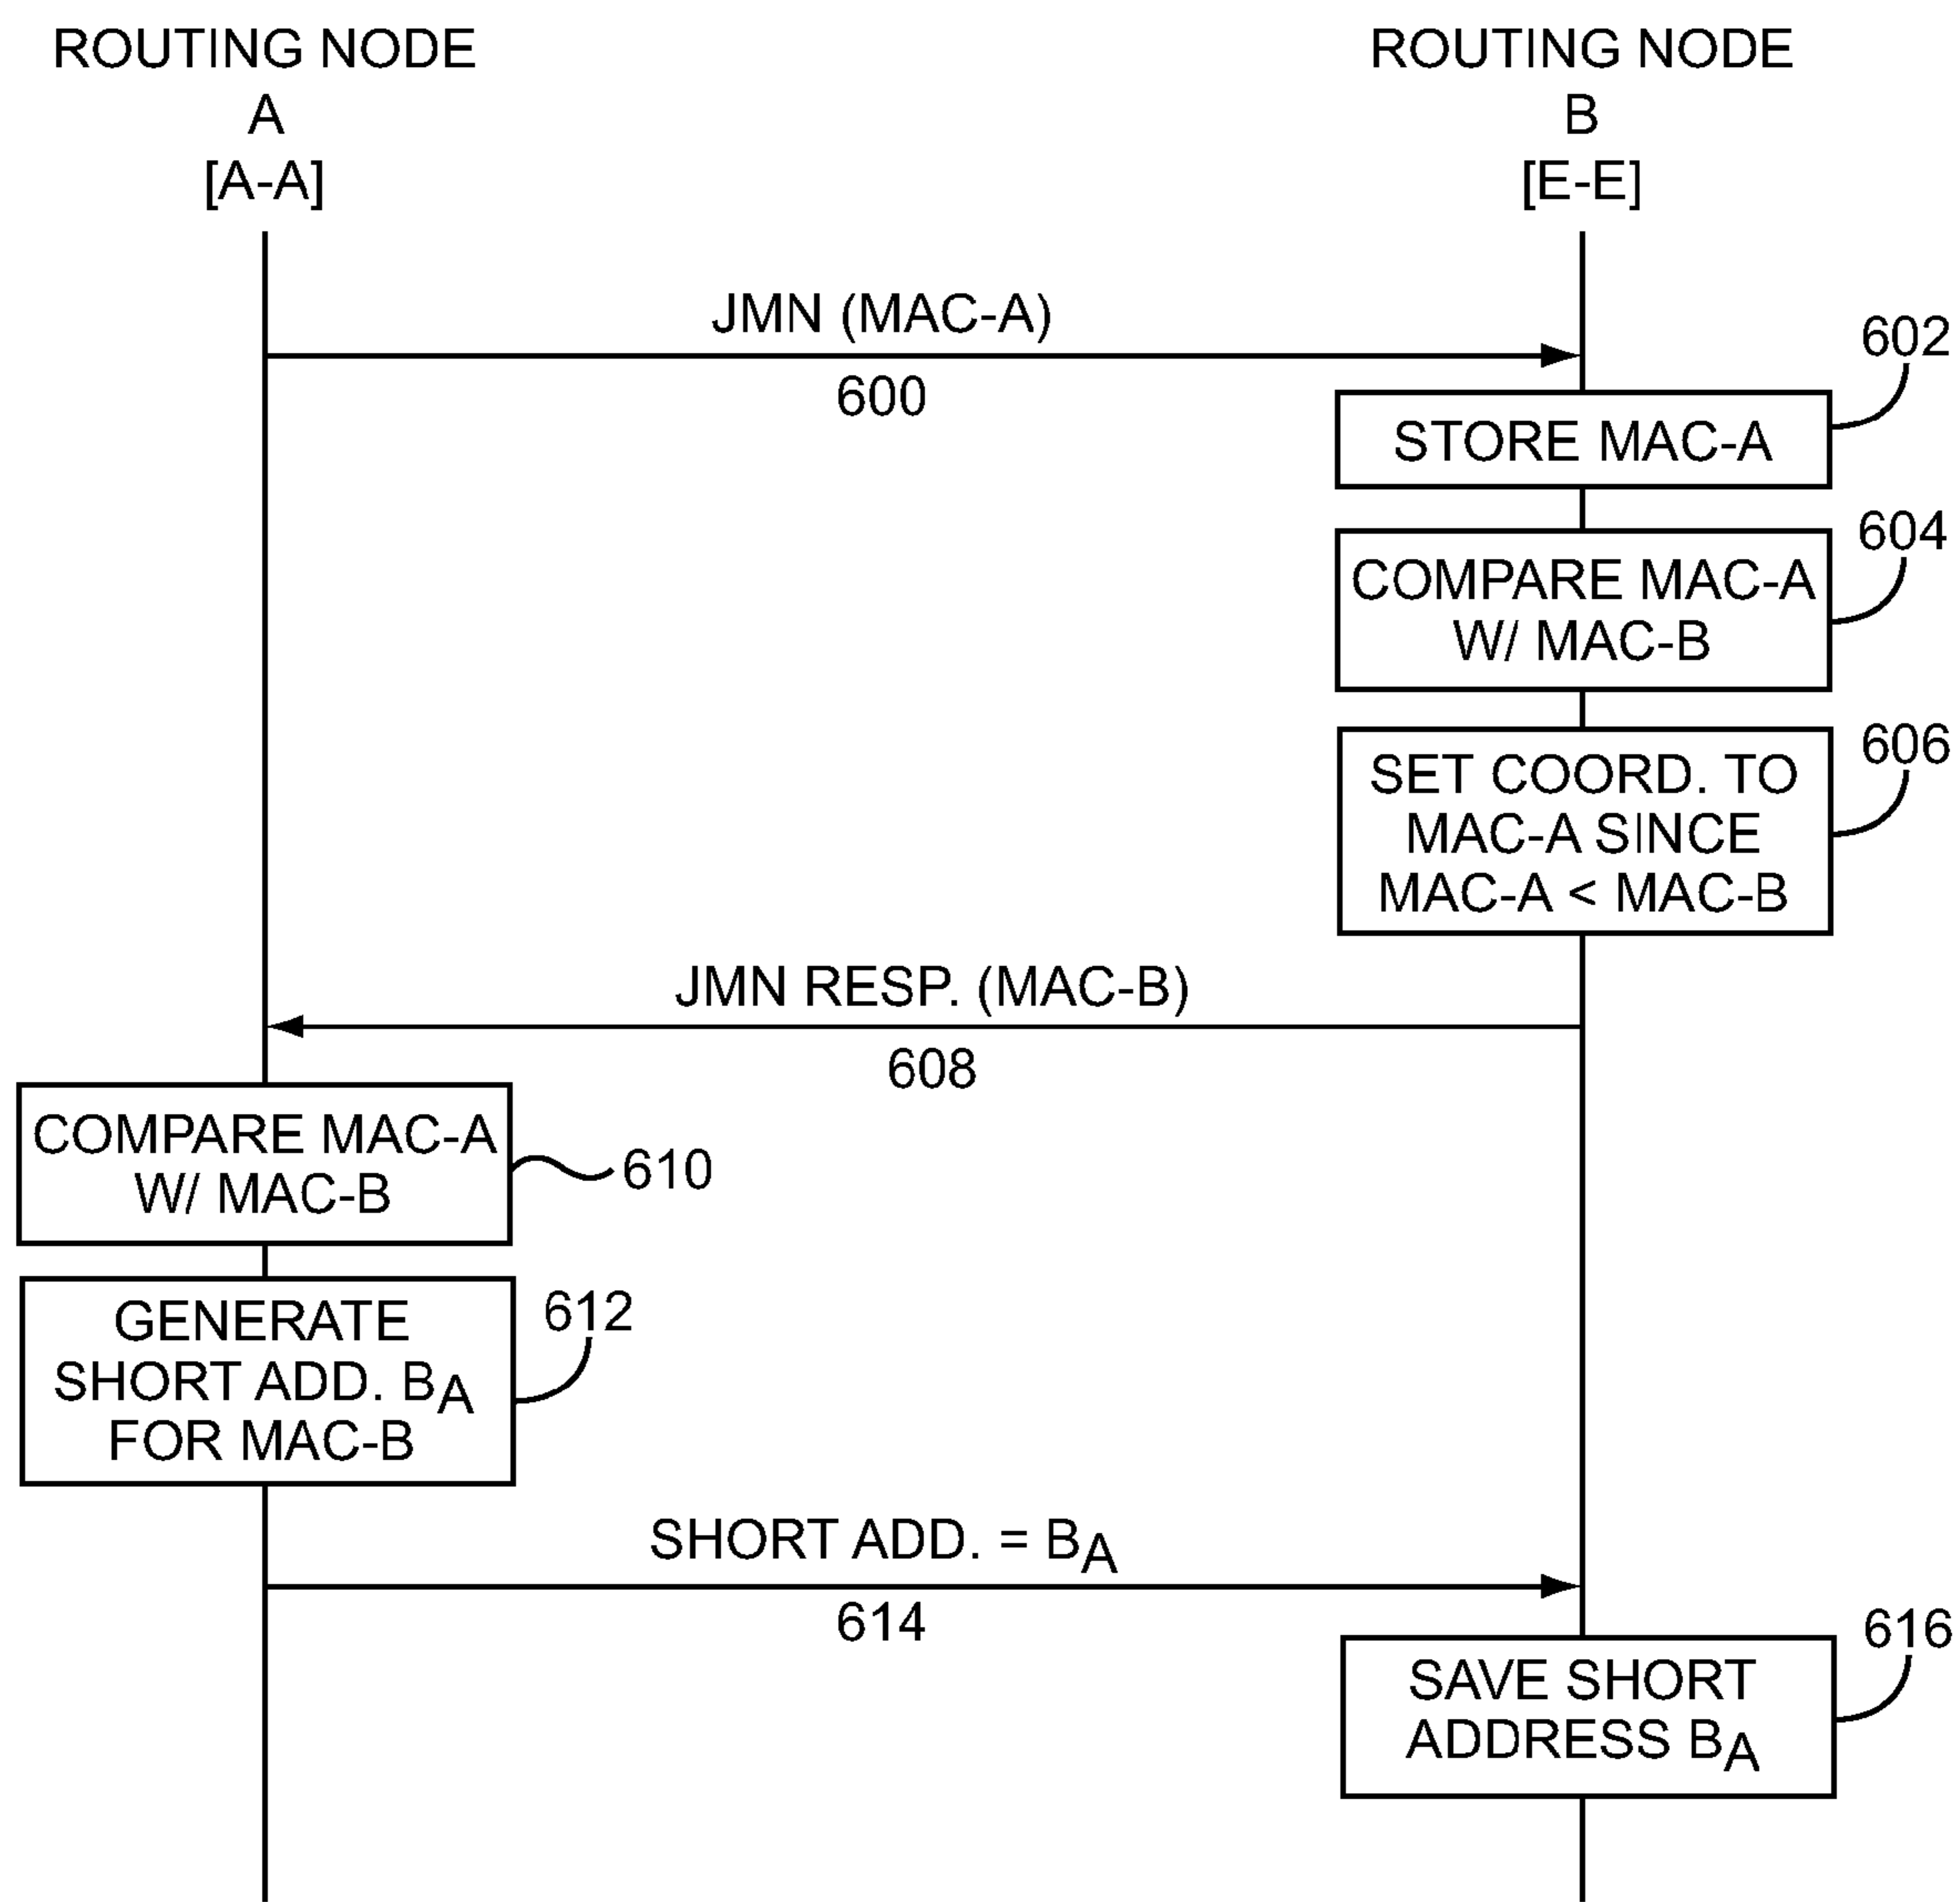 ROUTING NODE
A
[A-A]
ROUTING NODE
B
[E-E]
JMN (MAC-A)
600
602
STORE MAC-A
604
COMPARE MAC-A
W/ MAC-B
606
SET COORD. TO
MAC-A SINCE
MAC-A < MAC-B
JMN RESP. (MAC-B)
608
COMPARE MAC-A
W/ MAC-B
610
612
GENERATE
SHORT ADD. BA
FOR MAC-B
SHORT ADD. = BA
614
616
SAVE SHORT
ADDRESS BA